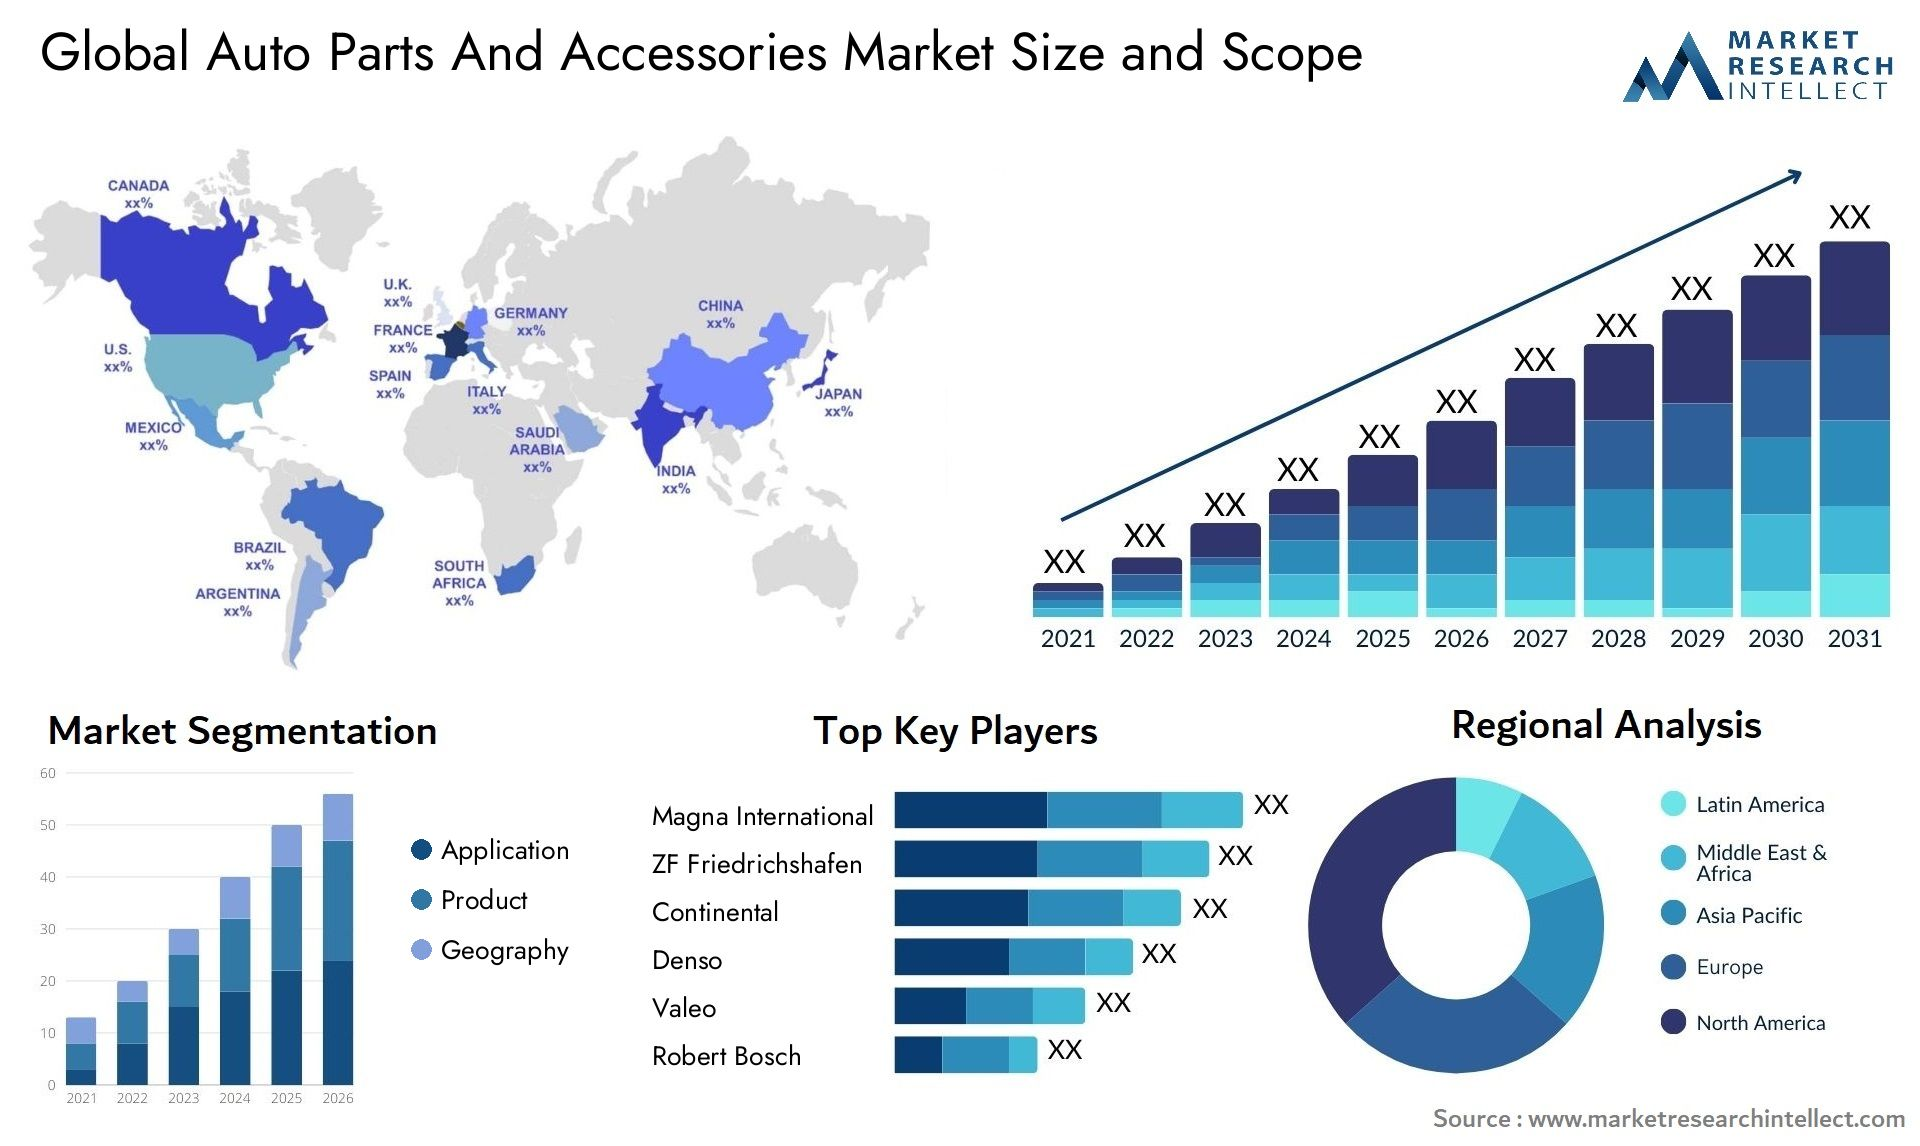 Global Auto Parts And Accessories Market Size and Scope
MARKET
RESEARCH
INTELLECT
CANADA
xx%
U.S.
xx%
MEXICO
xx%
BRAZIL
xx%
ARGENTINA
xx%
U.K.
xx%
FRANCE
xx%
SPAIN
xx%
GERMANY
xx%
ITALY
xx%
SAUDI
ARABIA
xx%
SOUTH
AFRICA
xx%
CHINA
xx%
JAPAN
xx%
INDIA
xx%
XX
XX
XX
XX
XX
XX
XX
XX
XX
XX
XX
2021 2022 2023 2024 2025 2026 2027 2028 2029 2030 2031
Market Segmentation
60
50
40
30
20
10
0
2021 2022 2023 2024 2025 2026
Application
Product
Geography
Top Key Players
Magna International XX
ZF Friedrichshafen XX
Continental XX
Denso XX
Valeo XX
Robert Bosch XX
Regional Analysis
Latin America
Middle East &
Africa
Asia Pacific
Europe
North America
Source : www.marketresearchintellect.com